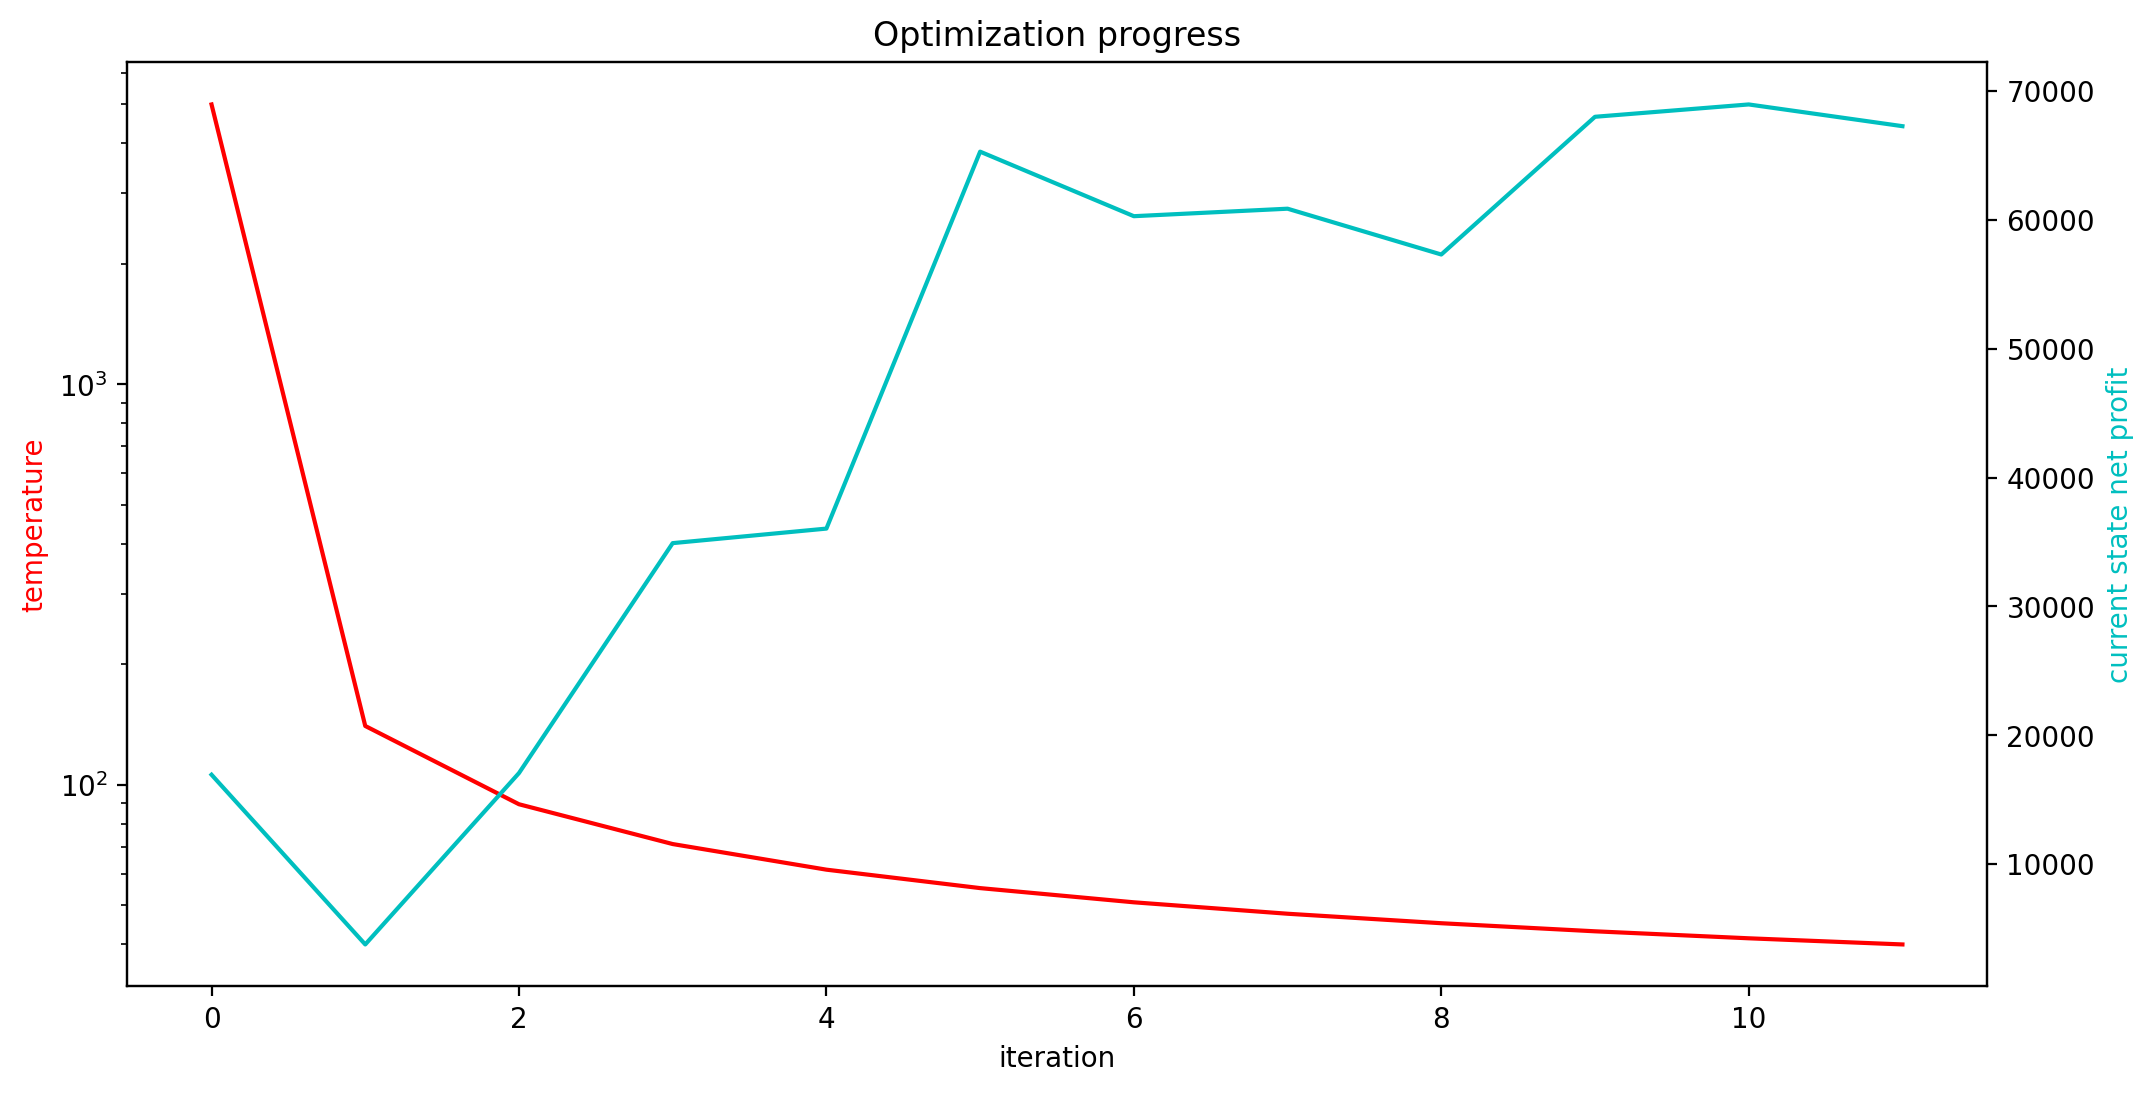 Optimization progress
temperature
10³
10²
70000
60000
50000
40000
30000
20000
10000
current state net profit
0 2 4 6 8 10
iteration